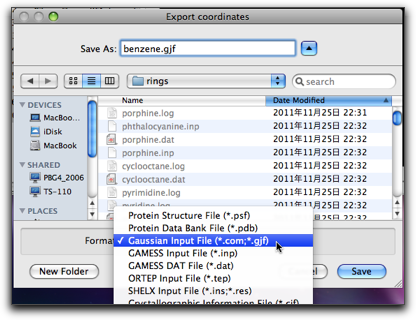 Export coordinates
Save As: benzene.gjf
rings
search
Name Date Modified
DEVICES
MacBoo...
iDisk
MacBook
SHARED
PBG4_2006
TS-110
PLACES
porphine.log 2011年11月25日 22:31
phthalocyanine.inp 2011年11月25日 22:32
porphine.dat 2011年11月25日 22:32
porphine.inp 2011年11月25日 22:32
cyclooctane.log 2011年11月25日 22:32
cyclooctane.dat 2011年11月25日 22:32
pyrimidine.log 2011年11月25日 22:32
pyridine.log 2011年11月25日 22:32
Protein Structure File (*.psf)
Protein Data Bank File (*.pdb)
Format
✓ Gaussian Input File (*.com;*.gjf)
GAMESS Input File (*.inp)
GAMESS DAT File (*.dat)
ORTEP Input File (*.tep)
SHELX Input File (*.ins;*.res)
Crystallographic Information File (*.cif)
New Folder
Save